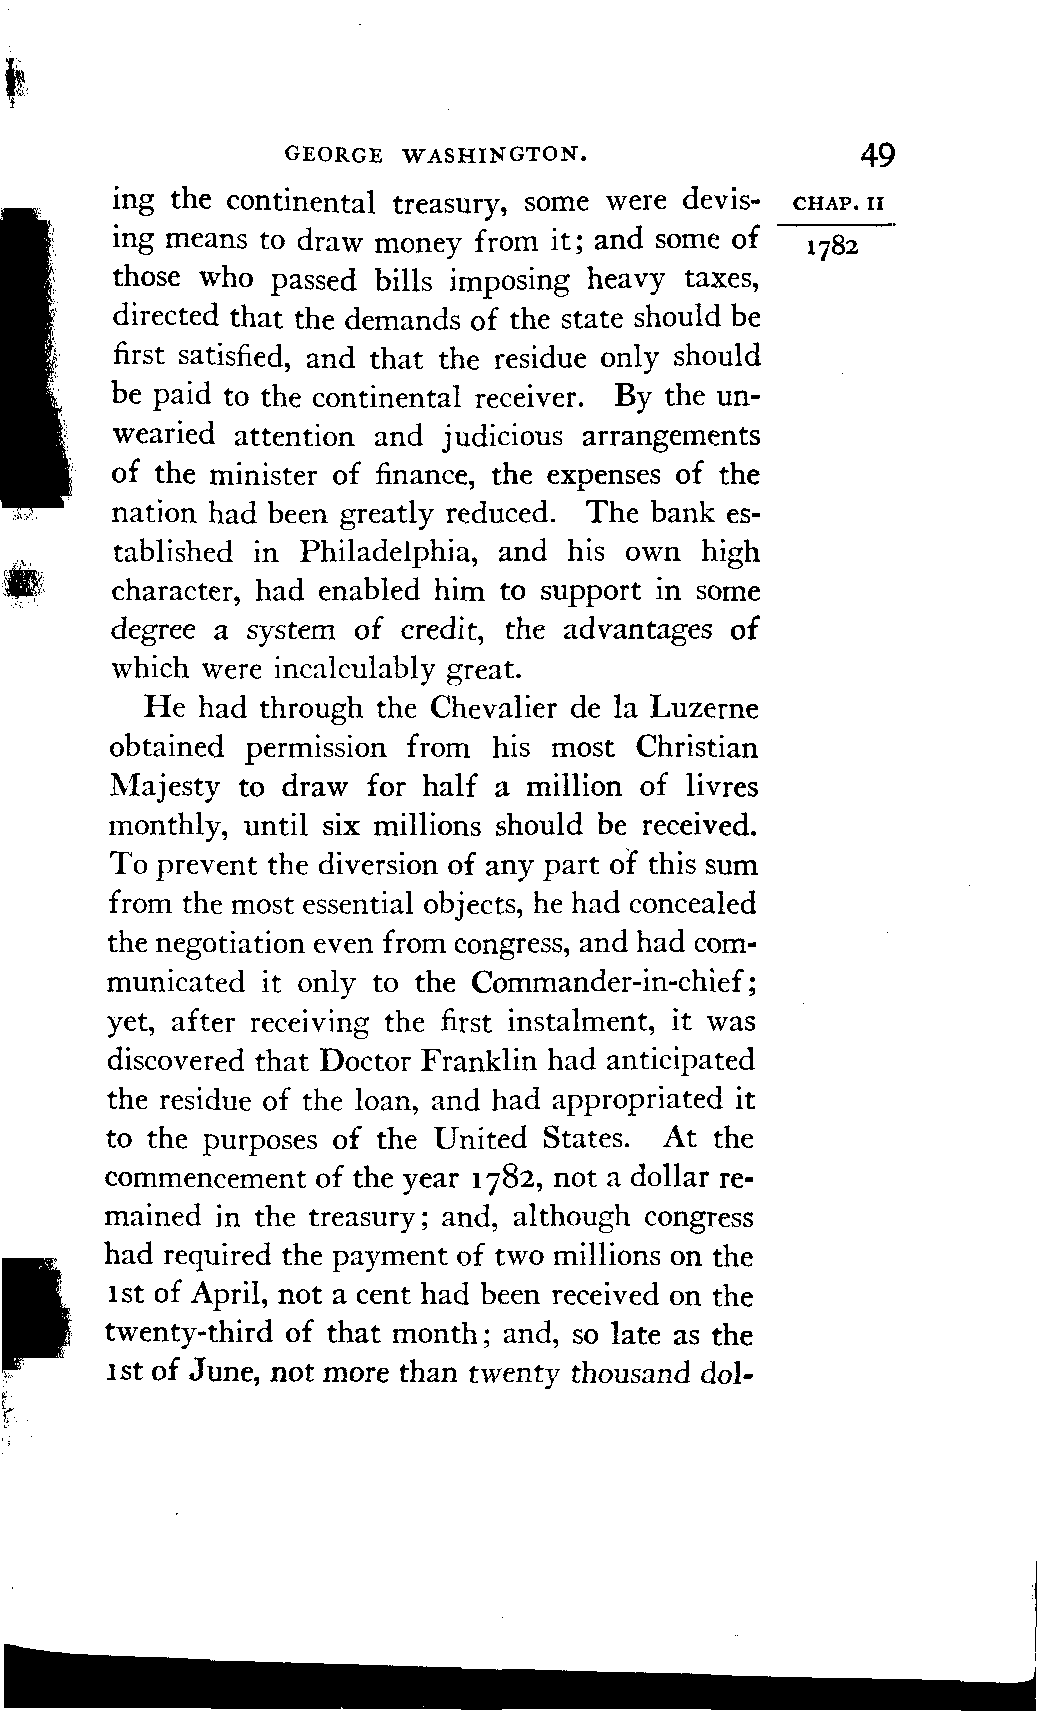 GEORGE WASHINGTON. 49
ing the continental treasury, some were devis- CHAP. II
ing means to draw money from it; and some of 1782
those who passed bills imposing heavy taxes,
directed that the demands of the state should be
first satisfied, and that the residue only should
be paid to the continental receiver. By the un-
wearied attention and judicious arrangements
of the minister of finance, the expenses of the
nation had been greatly reduced. The bank es-
tablished in Philadelphia, and his own high
character, had enabled him to support in some
degree a system of credit, the advantages of
which were incalculably great.
He had through the Chevalier de la Luzerne
obtained permission from his most Christian
Majesty to draw for half a million of livres
monthly, until six millions should be received.
To prevent the diversion of any part of this sum
from the most essential objects, he had concealed
the negotiation even from congress, and had com-
municated it only to the Commander-in-chief;
yet, after receiving the first instalment, it was
discovered that Doctor Franklin had anticipated
the residue of the loan, and had appropriated it
to the purposes of the United States. At the
commencement of the year 1782, not a dollar re-
mained in the treasury; and, although congress
had required the payment of two millions on the
1st of April, not a cent had been received on the
twenty-third of that month; and, so late as the
1st of June, not more than twenty thousand dol-